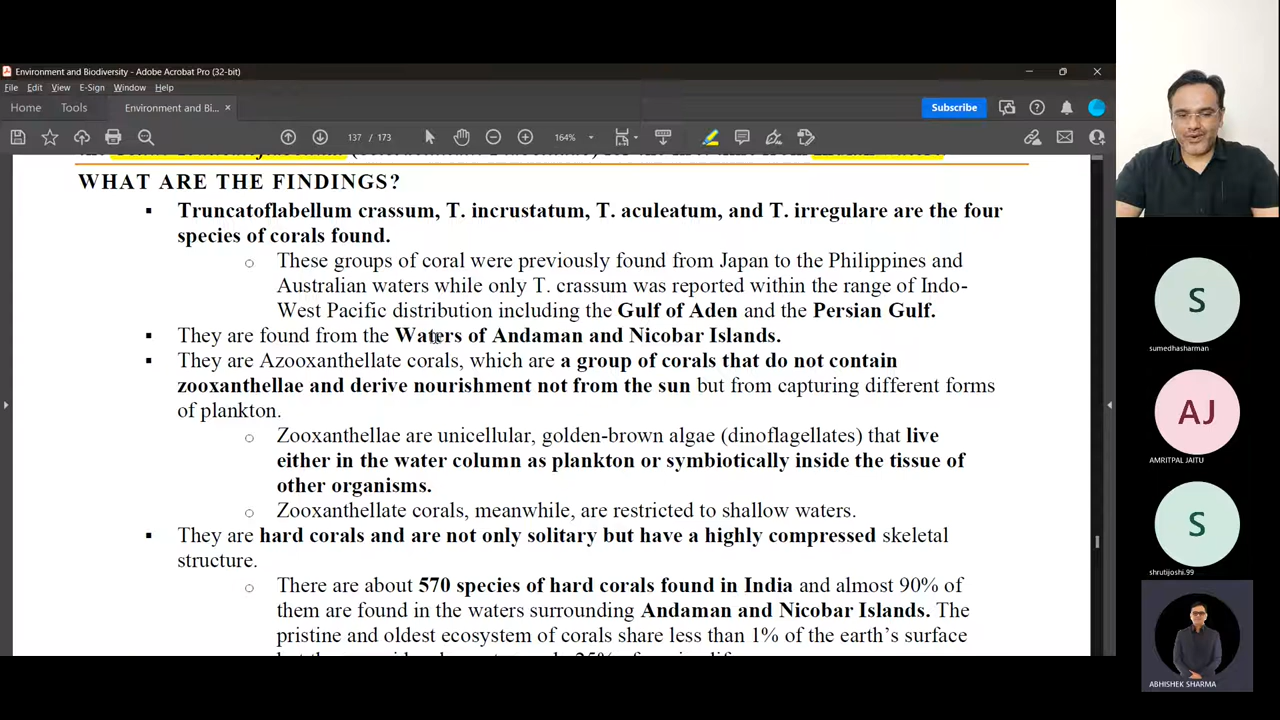 Environment and Biodiversity - Adobe Acrobat Pro (32-bit)
File Edit View E-Sign Window Help
Home Tools Environment and Bi... × Subscribe
137 / 173 164%
WHAT ARE THE FINDINGS?
▪ Truncatoflabellum crassum, T. incrustatum, T. aculeatum, and T. irregulare are the four
species of corals found.
○ These groups of coral were previously found from Japan to the Philippines and
Australian waters while only T. crassum was reported within the range of Indo-
West Pacific distribution including the Gulf of Aden and the Persian Gulf.
▪ They are found from the Waters of Andaman and Nicobar Islands.
▪ They are Azooxanthellate corals, which are a group of corals that do not contain
zooxanthellae and derive nourishment not from the sun but from capturing different forms
of plankton.
○ Zooxanthellae are unicellular, golden-brown algae (dinoflagellates) that live
either in the water column as plankton or symbiotically inside the tissue of
other organisms.
○ Zooxanthellate corals, meanwhile, are restricted to shallow waters.
▪ They are hard corals and are not only solitary but have a highly compressed skeletal
structure.
○ There are about 570 species of hard corals found in India and almost 90% of
them are found in the waters surrounding Andaman and Nicobar Islands. The
pristine and oldest ecosystem of corals share less than 1% of the earth's surface
S
sumedhasharman
AJ
AMRITPAL JAITU
S
shrutijoshi.99
ABHISHEK SHARMA